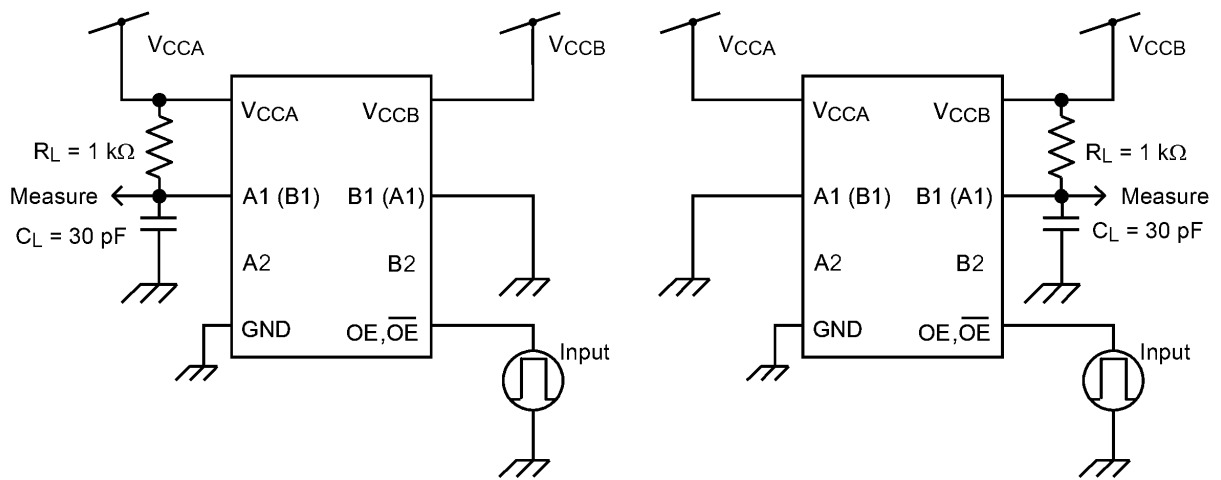 VCCA
VCCB
VCCA
VCCB
RL = 1 kΩ
Measure
CL = 30 pF
A1 (B1)
B1 (A1)
A2
B2
GND
OE,O̅E̅
Input
VCCA
VCCB
VCCA
VCCB
RL = 1 kΩ
A1 (B1)
B1 (A1)
Measure
CL = 30 pF
A2
B2
GND
OE,O̅E̅
Input